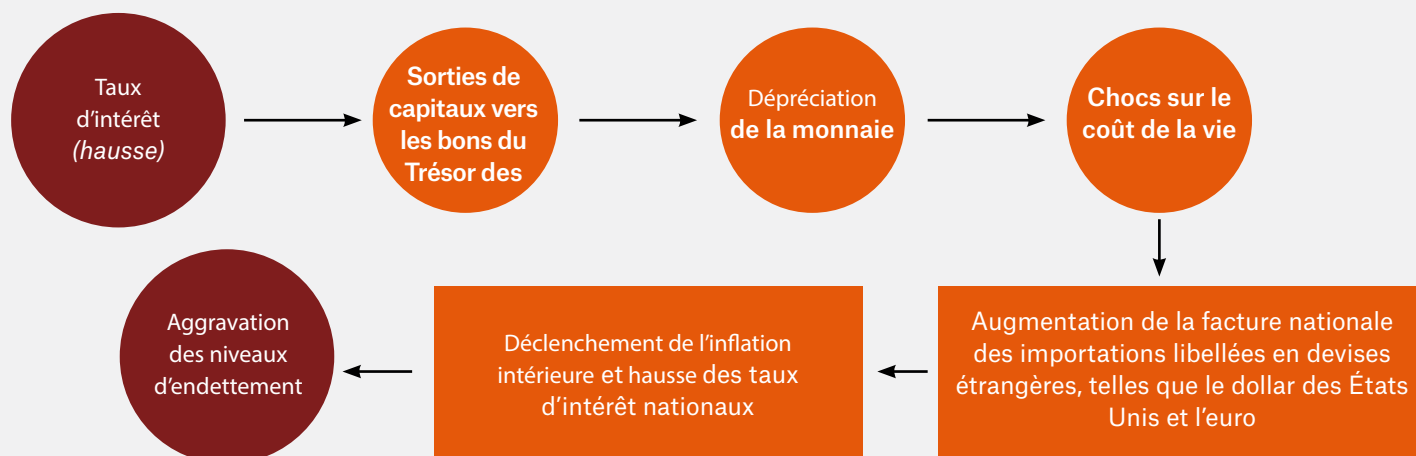 Taux
d’intérêt
(hausse)
Sorties de
capitaux vers
les bons du
Trésor des
Dépréciation
de la monnaie
Chocs sur le
coût de la vie
Augmentation de la facture nationale
des importations libellées en devises
étrangères, telles que le dollar des États
Unis et l’euro
Déclenchement de l’inflation
intérieure et hausse des taux
d’intérêt nationaux
Aggravation
des niveaux
d’endettement